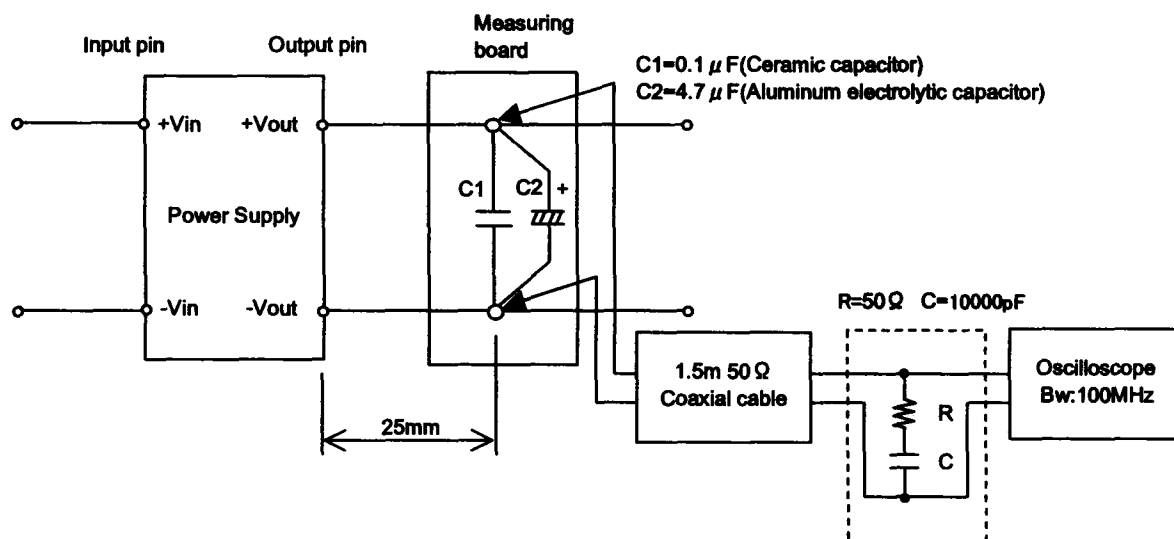 Measuring
board
Input pin
Output pin
C1=0.1μF(Ceramic capacitor)
C2=4.7μF(Aluminum electrolytic capacitor)
+Vin
+Vout
C1
C2
+
Power Supply
-Vin
-Vout
R=50Ω C=10000pF
1.5m 50Ω
Coaxial cable
Oscilloscope
Bw:100MHz
R
25mm
C